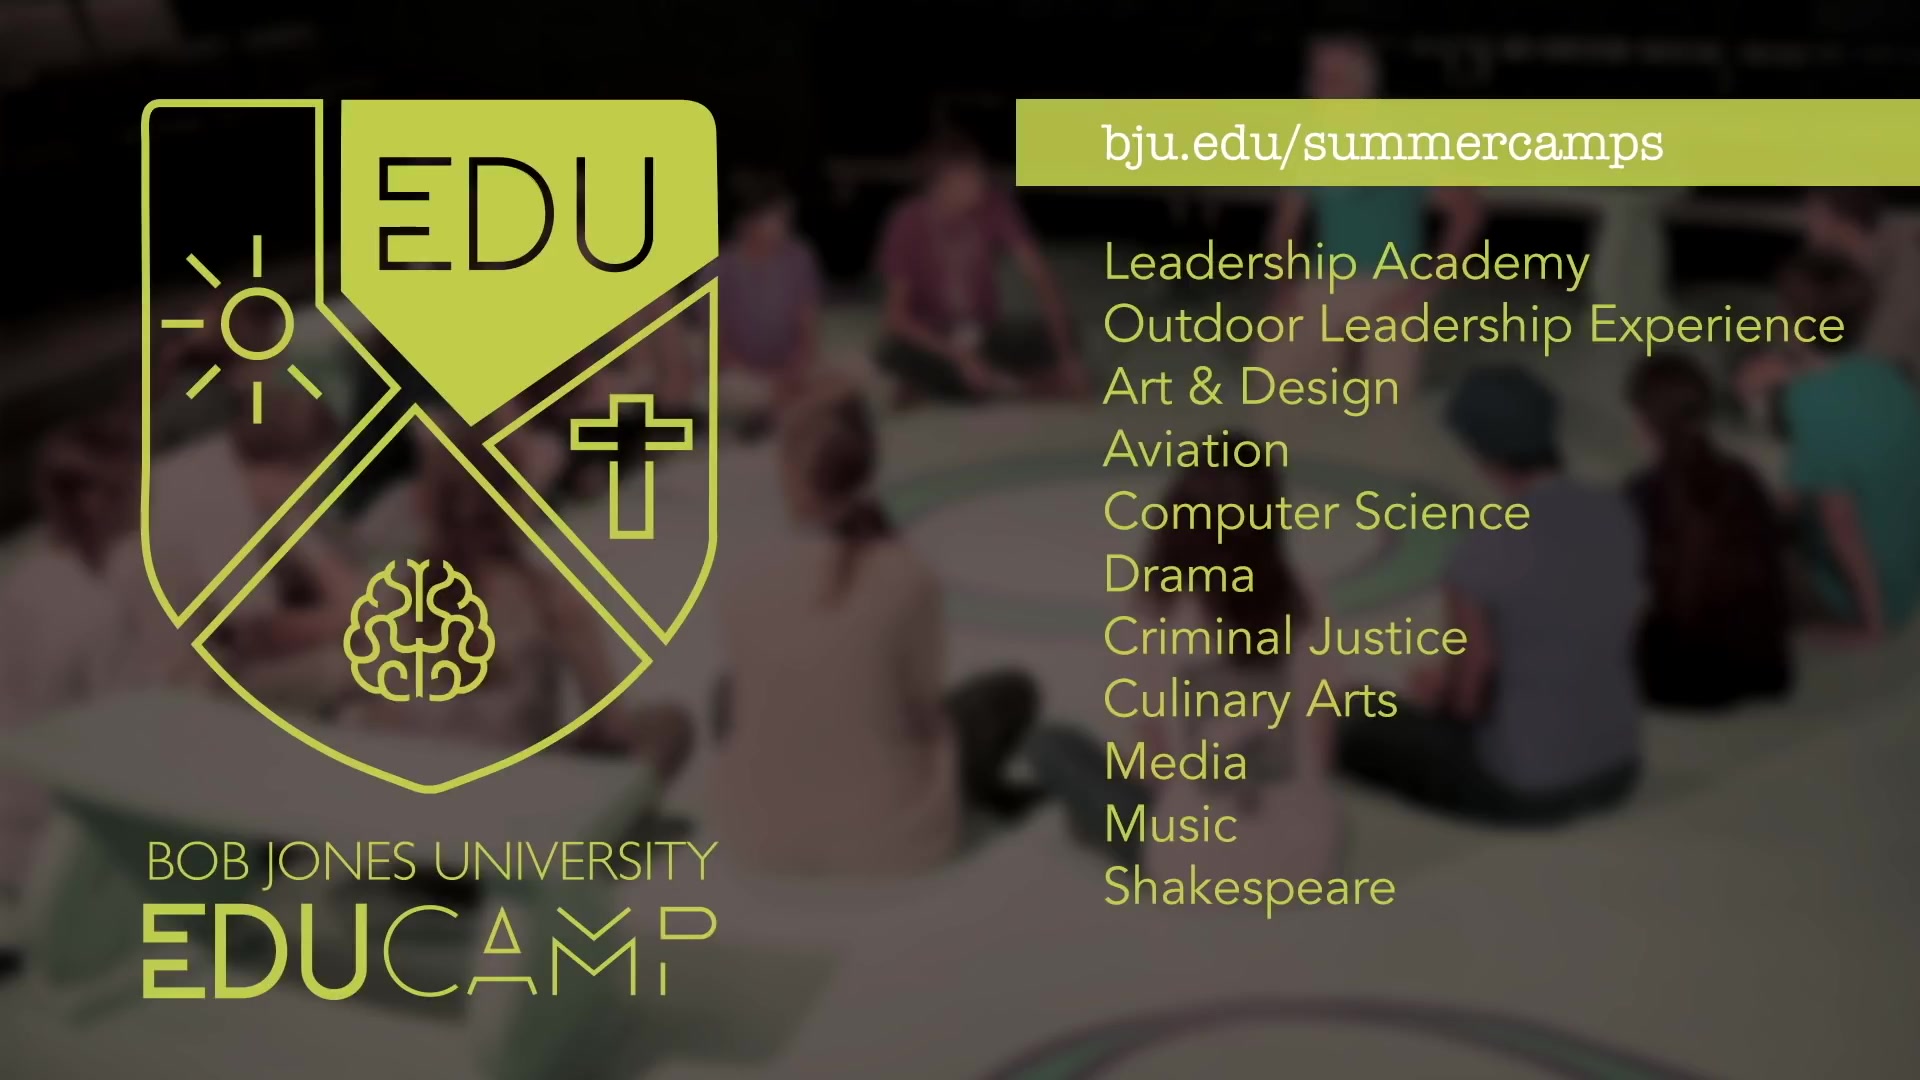 EDU
BOB JONES UNIVERSITY
EDUCAMP
bju.edu/summercamps
Leadership Academy
Outdoor Leadership Experience
Art & Design
Aviation
Computer Science
Drama
Criminal Justice
Culinary Arts
Media
Music
Shakespeare